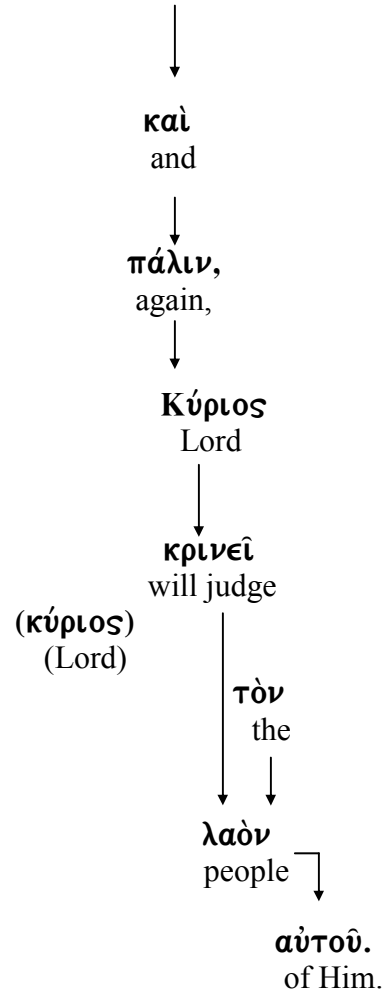 καὶ
and
πάλιν,
again,
Κύριος
Lord
κρινεῖ
will judge
(κύριος)
(Lord)
τὸν
the
λαὸν
people
αὐτοῦ.
of Him.